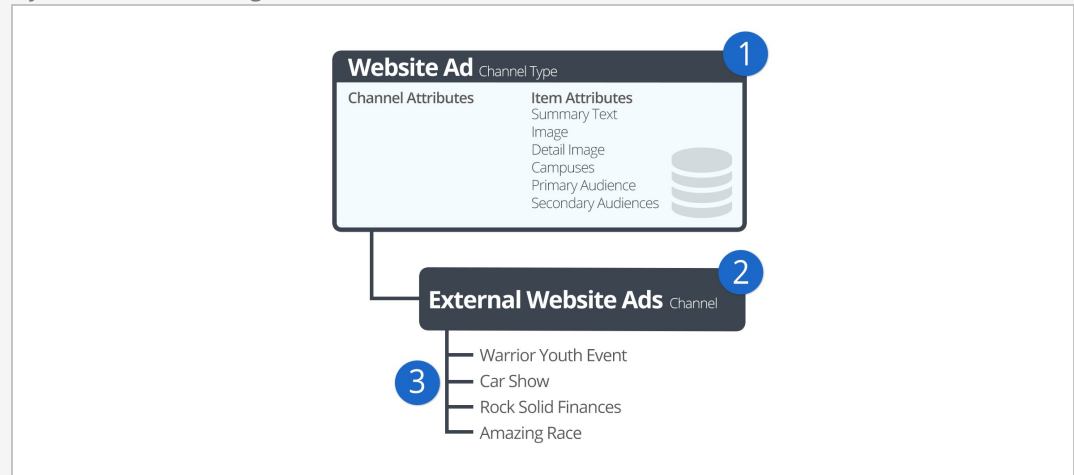 1
Website Ad Channel Type
Channel Attributes
Item Attributes
Summary Text
Image
Detail Image
Campuses
Primary Audience
Secondary Audiences
2
External Website Ads Channel
3
Warrior Youth Event
Car Show
Rock Solid Finances
Amazing Race